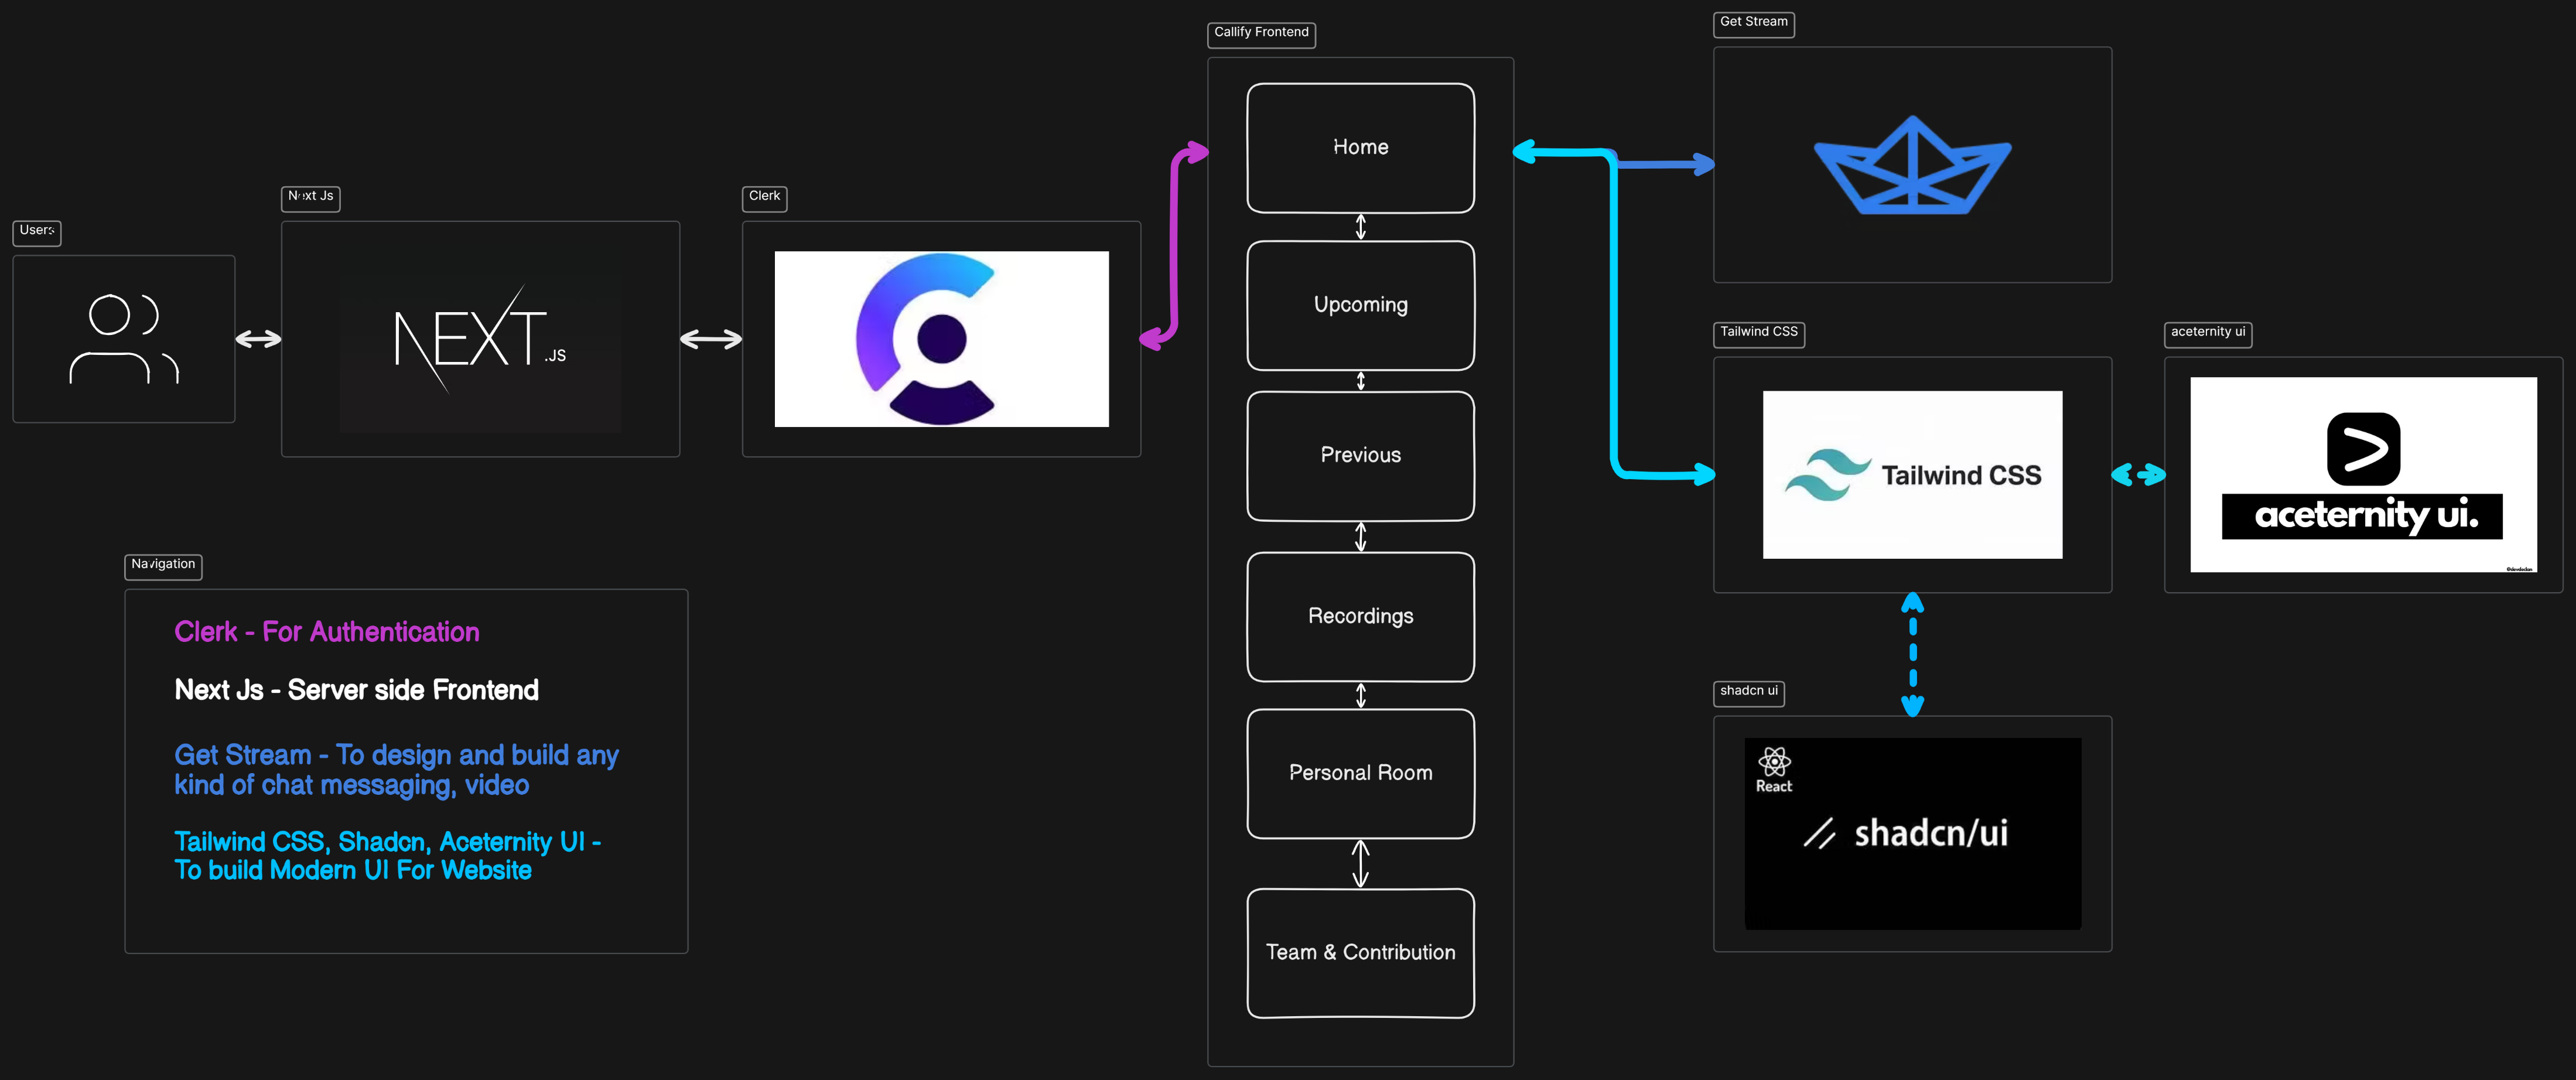 Users
Next Js
NEXT.JS
Clerk
Callify Frontend
Home
Upcoming
Previous
Recordings
Personal Room
Team & Contribution
Get Stream
Tailwind CSS
Tailwind CSS
aceternity ui
aceternity ui.
shadcn ui
React
shadcn/ui
Navigation
Clerk - For Authentication
Next Js - Server side Frontend
Get Stream - To design and build any
kind of chat messaging, video
Tailwind CSS, Shadcn, Aceternity UI -
To build Modern UI For Website